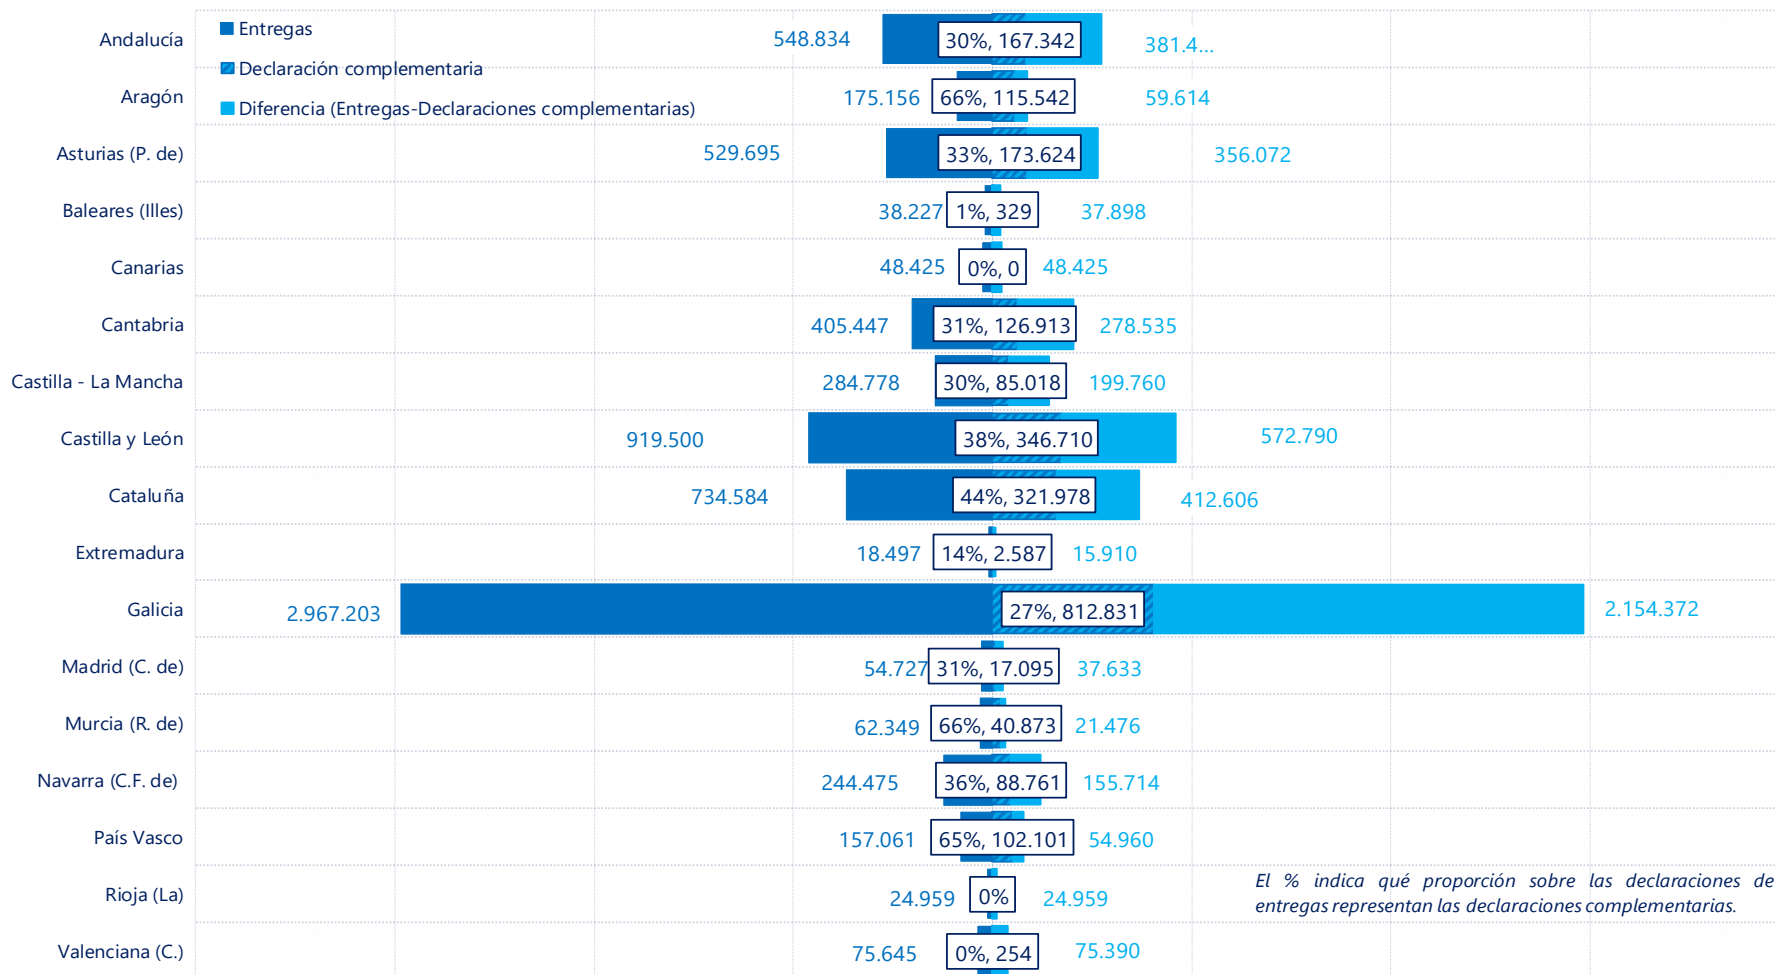 Entregas
Declaración complementaria
Diferencia (Entregas-Declaraciones complementarias)
Andalucía 548.834 30%, 167.342 381.4...
Aragón 175.156 66%, 115.542 59.614
Asturias (P. de) 529.695 33%, 173.624 356.072
Baleares (Illes) 38.227 1%, 329 37.898
Canarias 48.425 0%, 0 48.425
Cantabria 405.447 31%, 126.913 278.535
Castilla - La Mancha 284.778 30%, 85.018 199.760
Castilla y León 919.500 38%, 346.710 572.790
Cataluña 734.584 44%, 321.978 412.606
Extremadura 18.497 14%, 2.587 15.910
Galicia 2.967.203 27%, 812.831 2.154.372
Madrid (C. de) 54.727 31%, 17.095 37.633
Murcia (R. de) 62.349 66%, 40.873 21.476
Navarra (C.F. de) 244.475 36%, 88.761 155.714
País Vasco 157.061 65%, 102.101 54.960
Rioja (La) 24.959 0% 24.959
Valenciana (C.) 75.645 0%, 254 75.390
El % indica qué proporción sobre las declaraciones de
entregas representan las declaraciones complementarias.